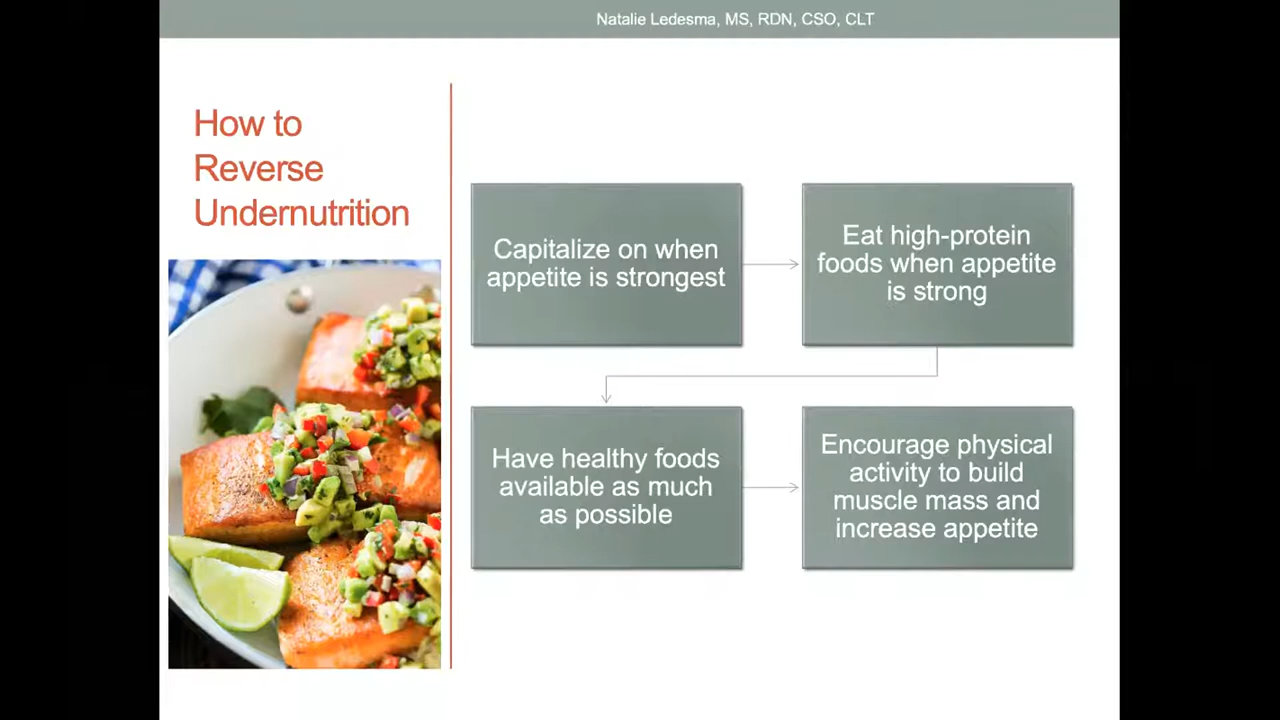 Natalie Ledesma, MS, RDN, CSO, CLT
How to
Reverse
Undernutrition
Capitalize on when
appetite is strongest
Eat high-protein
foods when appetite
is strong
Have healthy foods
available as much
as possible
Encourage physical
activity to build
muscle mass and
increase appetite